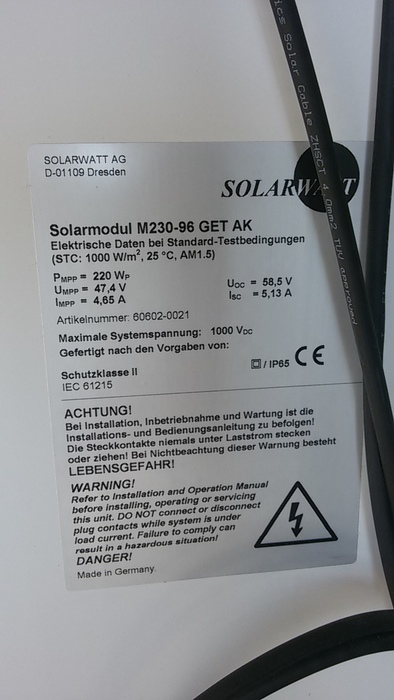 ics Solar Cable ZHSCT 4.0mm2 TUV approved
SOLARWATT AG
D-01109 Dresden
SOLARWATT
Solarmodul M230-96 GET AK
Elektrische Daten bei Standard-Testbedingungen
(STC: 1000 W/m², 25 °C, AM1.5)
PMPP = 220 WP
UMPP = 47,4 V
IMPP = 4,65 A
UOC = 58,5 V
ISC = 5,13 A
Artikelnummer: 60602-0021
Maximale Systemspannung: 1000 VDC
Gefertigt nach den Vorgaben von:
/ IP65 CE
Schutzklasse II
IEC 61215
ACHTUNG!
Bei Installation, Inbetriebnahme und Wartung ist die
Installations- und Bedienungsanleitung zu befolgen!
Die Steckkontakte niemals unter Laststrom stecken
oder ziehen! Bei Nichtbeachtung dieser Warnung besteht
LEBENSGEFAHR!
WARNING!
Refer to Installation and Operation Manual
before installing, operating or servicing
this unit. DO NOT connect or disconnect
plug contacts while system is under
load current. Failure to comply can
result in a hazardous situation!
DANGER!
Made in Germany.